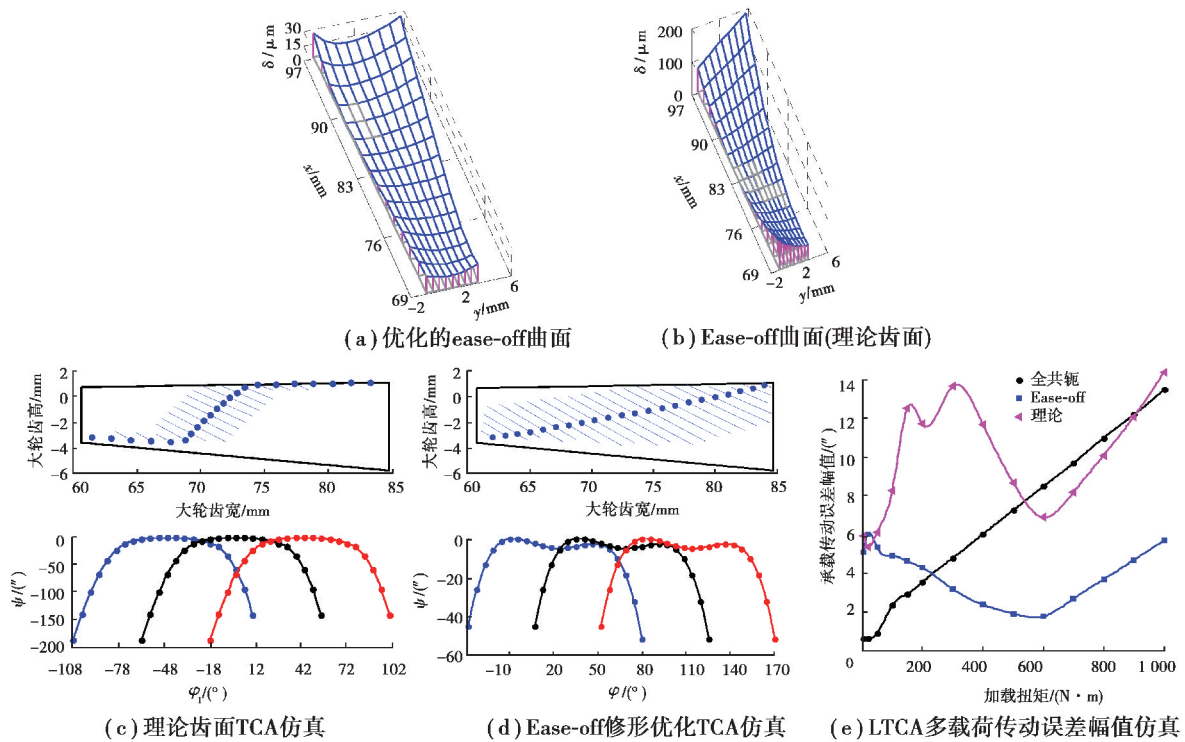 δ/μm
30
15
0
97
90
83
76
69
x/mm
-2
2
6
y/mm
(a)优化的ease-off曲面
δ/μm
200
100
0
97
90
83
76
69
x/mm
-2
2
6
y/mm
(b)Ease-off曲面(理论齿面)
大轮齿高/mm
2
0
-2
-4
-6
60 65 70 75 80 85
大轮齿宽/mm
ψ/(″)
0
-50
-100
-150
-200
-108 -78 -48 -18 12 42 72 102
φ₁/(°)
(c)理论齿面TCA仿真
大轮齿高/mm
2
0
-2
-4
-6
60 65 70 75 80 85
大轮齿宽/mm
ψ/(″)
0
-20
-40
-60
-10 20 50 80 110 140 170
φ/(°)
(d)Ease-off修形优化TCA仿真
承载传动误差幅值/(″)
14
12
10
8
6
4
2
0
全共轭
Ease-off
理论
200 400 600 800 1 000
加载扭矩/(N·m)
(e)LTCA多载荷传动误差幅值仿真